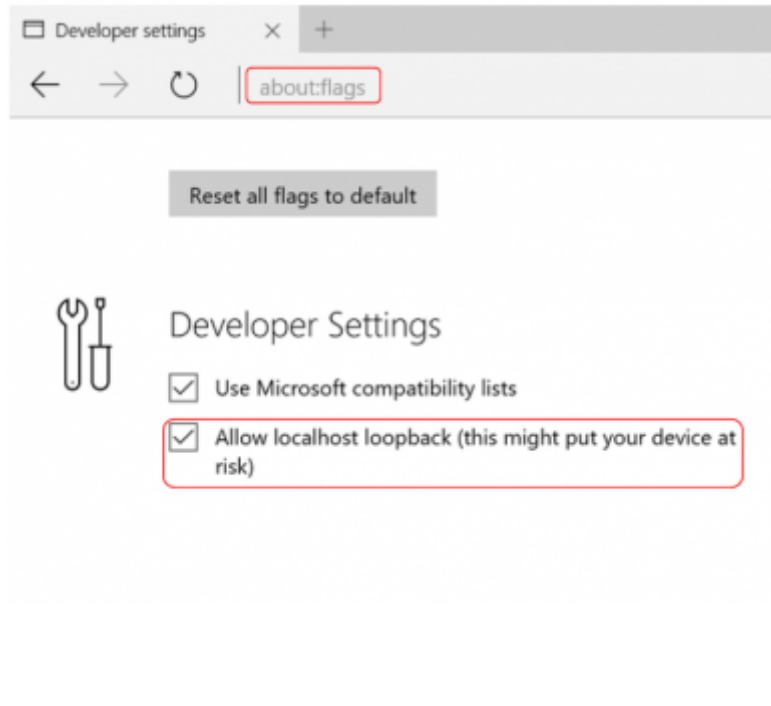 Developer settings
about:flags
Reset all flags to default
Developer Settings
Use Microsoft compatibility lists
Allow localhost loopback (this might put your device at
risk)